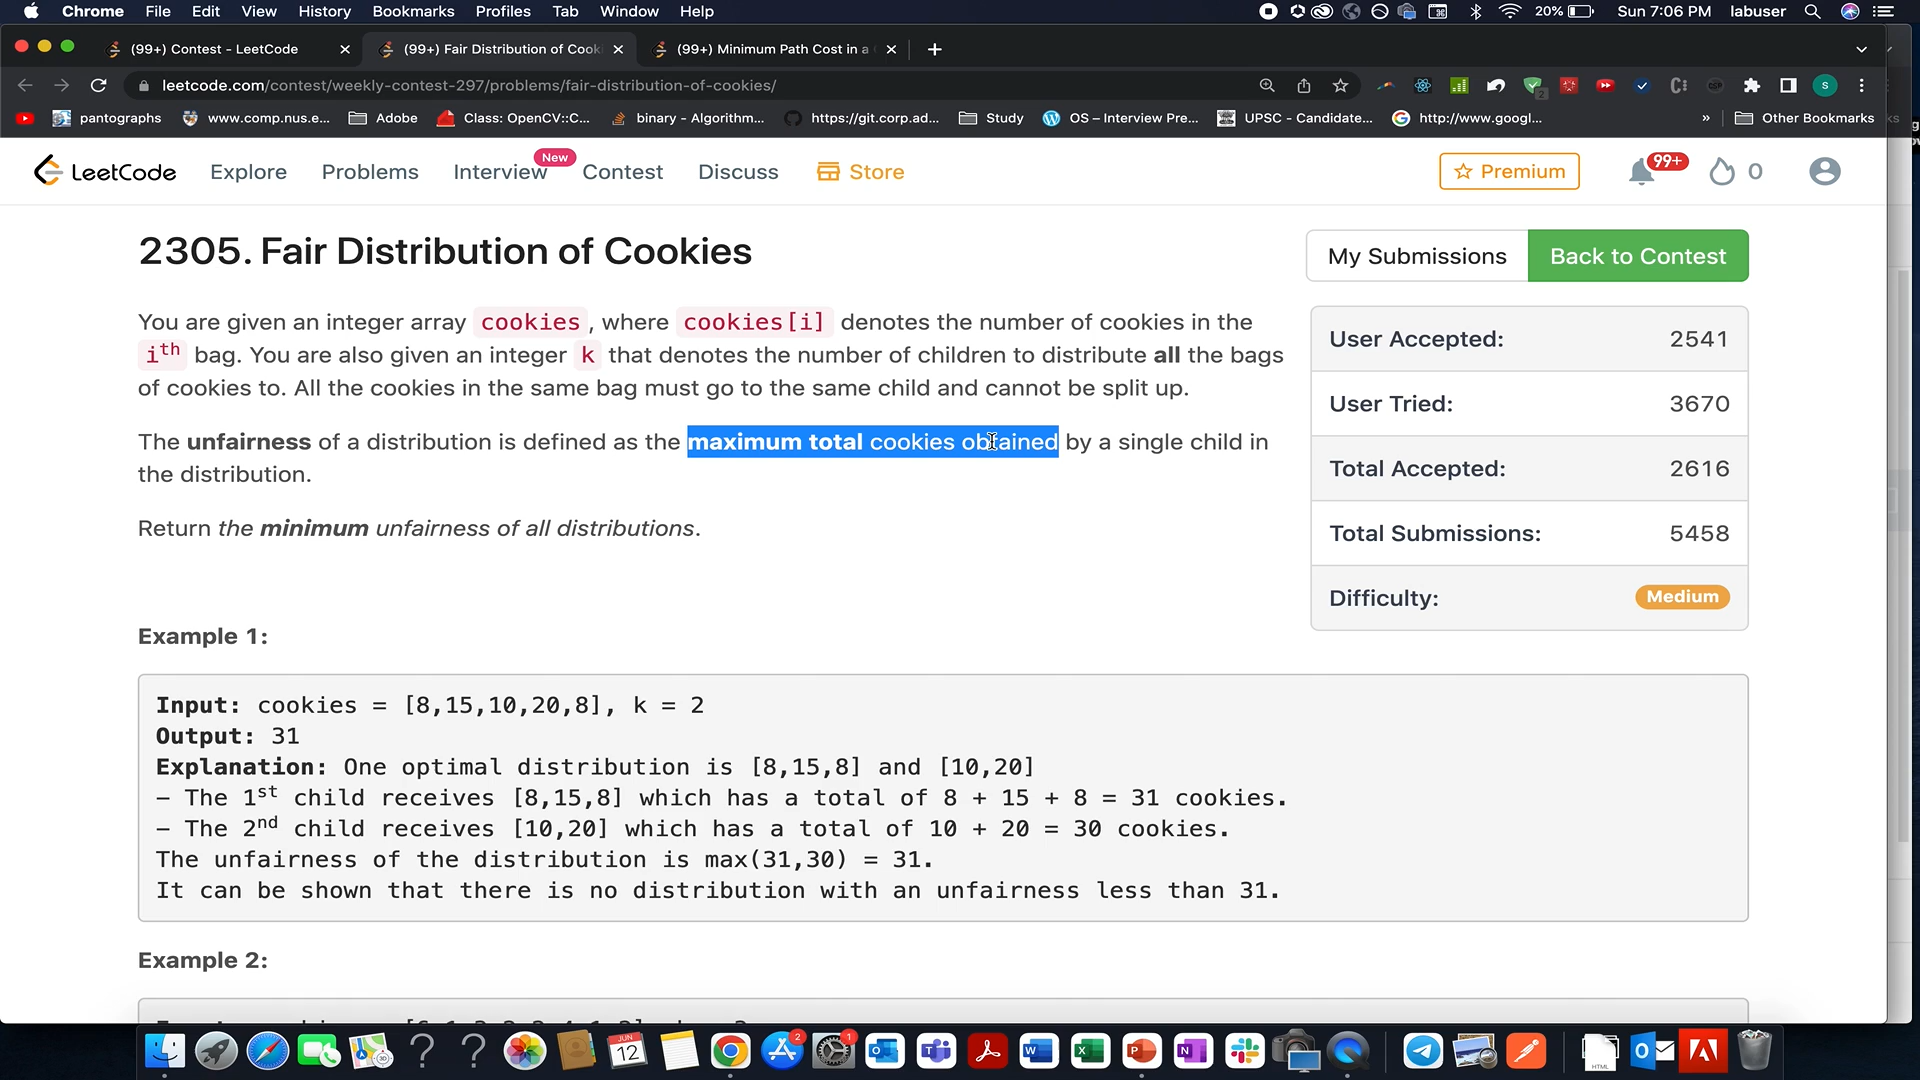 Chrome File Edit View History Bookmarks Profiles Tab Window Help 20% Sun 7:06 PM labuser
(99+) Contest - LeetCode (99+) Fair Distribution of Cook (99+) Minimum Path Cost in a
leetcode.com/contest/weekly-contest-297/problems/fair-distribution-of-cookies/
pantographs www.comp.nus.e... Adobe Class: OpenCV::C... binary - Algorithm... https://git.corp.ad... Study OS – Interview Pre... UPSC - Candidate... http://www.googl... » Other Bookmarks
LeetCode Explore Problems Interview New Contest Discuss Store Premium 99+ 0
2305. Fair Distribution of Cookies
My Submissions Back to Contest
You are given an integer array cookies, where cookies[i] denotes the number of cookies in the
ith bag. You are also given an integer k that denotes the number of children to distribute all the bags
of cookies to. All the cookies in the same bag must go to the same child and cannot be split up.
The unfairness of a distribution is defined as the maximum total cookies obtained by a single child in
the distribution.
Return the minimum unfairness of all distributions.
User Accepted: 2541
User Tried: 3670
Total Accepted: 2616
Total Submissions: 5458
Difficulty: Medium
Example 1:
Input: cookies = [8,15,10,20,8], k = 2
Output: 31
Explanation: One optimal distribution is [8,15,8] and [10,20]
– The 1st child receives [8,15,8] which has a total of 8 + 15 + 8 = 31 cookies.
– The 2nd child receives [10,20] which has a total of 10 + 20 = 30 cookies.
The unfairness of the distribution is max(31,30) = 31.
It can be shown that there is no distribution with an unfairness less than 31.
Example 2:
JUN
12
2
1
HTML